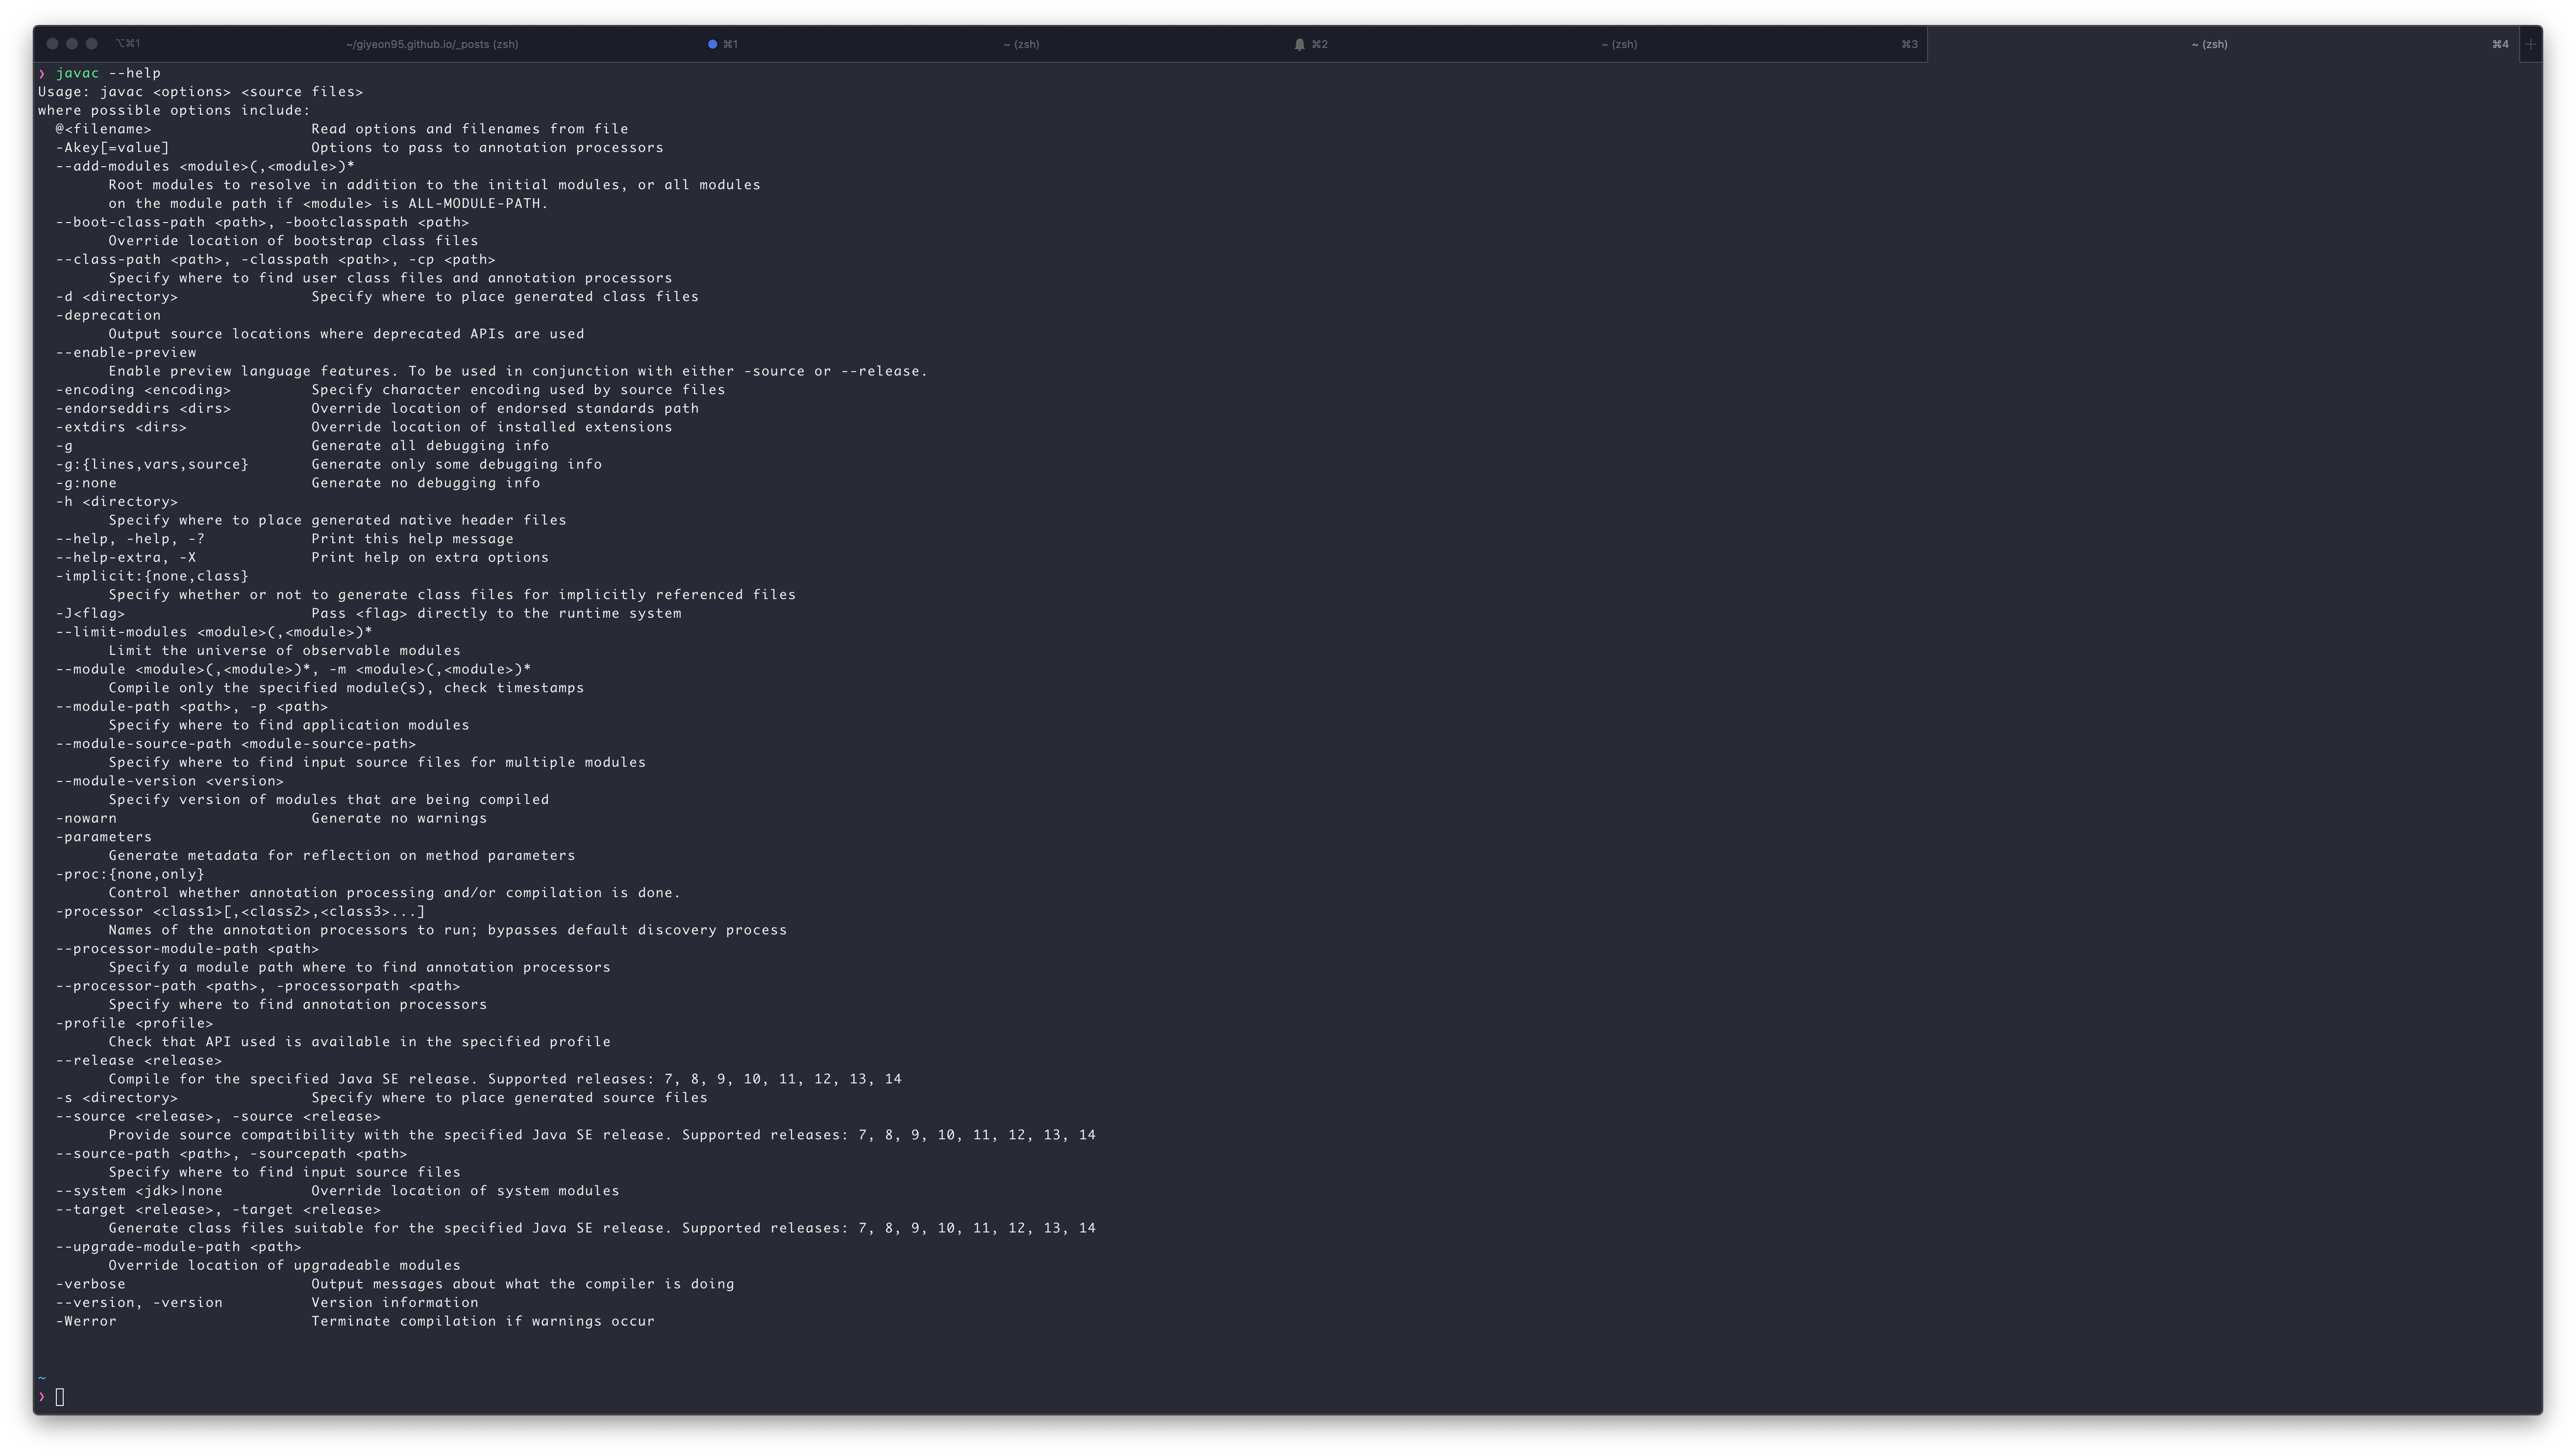 ⌥⌘1 ~/giyeon95.github.io/_posts (zsh) ⌘1 ~ (zsh) ⌘2 ~ (zsh) ⌘3 ~ (zsh) ⌘4 +
❯ javac --help
Usage: javac <options> <source files>
where possible options include:
  @<filename>                  Read options and filenames from file
  -Akey[=value]                Options to pass to annotation processors
  --add-modules <module>(,<module>)*
        Root modules to resolve in addition to the initial modules, or all modules
        on the module path if <module> is ALL-MODULE-PATH.
  --boot-class-path <path>, -bootclasspath <path>
        Override location of bootstrap class files
  --class-path <path>, -classpath <path>, -cp <path>
        Specify where to find user class files and annotation processors
  -d <directory>               Specify where to place generated class files
  -deprecation
        Output source locations where deprecated APIs are used
  --enable-preview
        Enable preview language features. To be used in conjunction with either -source or --release.
  -encoding <encoding>         Specify character encoding used by source files
  -endorseddirs <dirs>         Override location of endorsed standards path
  -extdirs <dirs>              Override location of installed extensions
  -g                           Generate all debugging info
  -g:{lines,vars,source}       Generate only some debugging info
  -g:none                      Generate no debugging info
  -h <directory>
        Specify where to place generated native header files
  --help, -help, -?            Print this help message
  --help-extra, -X             Print help on extra options
  -implicit:{none,class}
        Specify whether or not to generate class files for implicitly referenced files
  -J<flag>                     Pass <flag> directly to the runtime system
  --limit-modules <module>(,<module>)*
        Limit the universe of observable modules
  --module <module>(,<module>)*, -m <module>(,<module>)*
        Compile only the specified module(s), check timestamps
  --module-path <path>, -p <path>
        Specify where to find application modules
  --module-source-path <module-source-path>
        Specify where to find input source files for multiple modules
  --module-version <version>
        Specify version of modules that are being compiled
  -nowarn                      Generate no warnings
  -parameters
        Generate metadata for reflection on method parameters
  -proc:{none,only}
        Control whether annotation processing and/or compilation is done.
  -processor <class1>[,<class2>,<class3>...]
        Names of the annotation processors to run; bypasses default discovery process
  --processor-module-path <path>
        Specify a module path where to find annotation processors
  --processor-path <path>, -processorpath <path>
        Specify where to find annotation processors
  -profile <profile>
        Check that API used is available in the specified profile
  --release <release>
        Compile for the specified Java SE release. Supported releases: 7, 8, 9, 10, 11, 12, 13, 14
  -s <directory>               Specify where to place generated source files
  --source <release>, -source <release>
        Provide source compatibility with the specified Java SE release. Supported releases: 7, 8, 9, 10, 11, 12, 13, 14
  --source-path <path>, -sourcepath <path>
        Specify where to find input source files
  --system <jdk>|none          Override location of system modules
  --target <release>, -target <release>
        Generate class files suitable for the specified Java SE release. Supported releases: 7, 8, 9, 10, 11, 12, 13, 14
  --upgrade-module-path <path>
        Override location of upgradeable modules
  -verbose                     Output messages about what the compiler is doing
  --version, -version          Version information
  -Werror                      Terminate compilation if warnings occur
~
❯